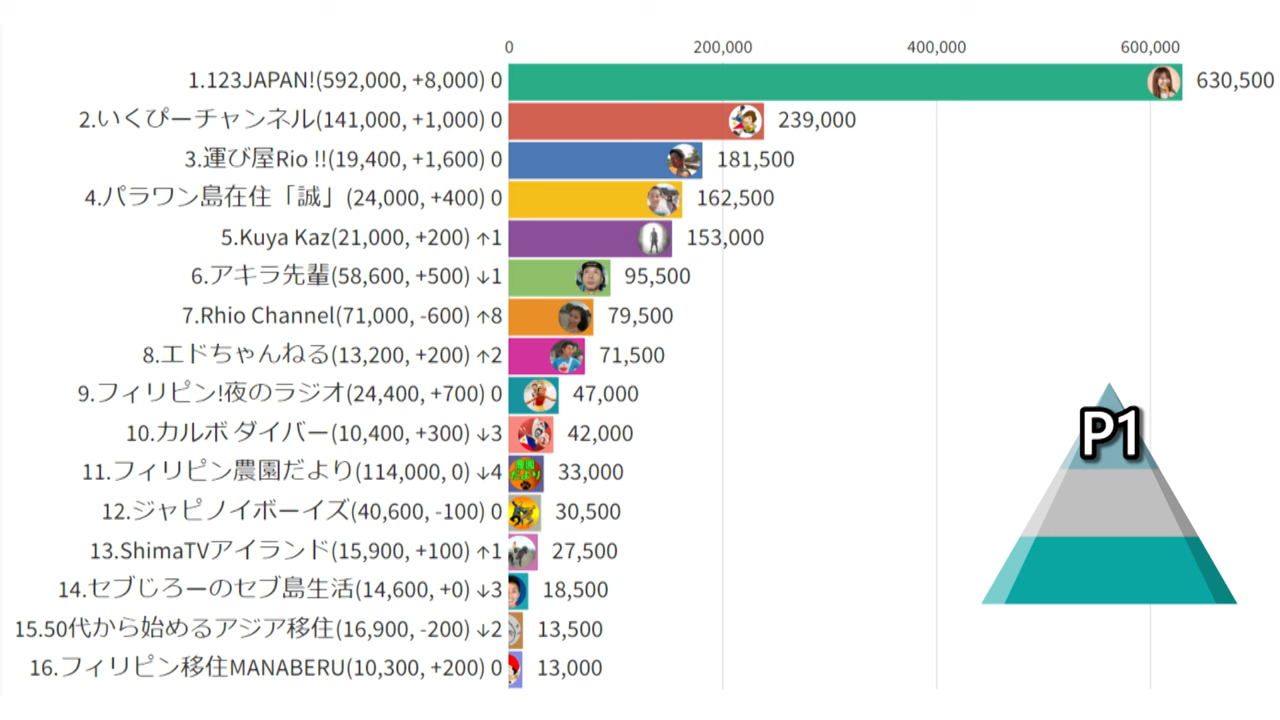 0 200,000 400,000 600,000
1.123JAPAN!(592,000, +8,000) 0 630,500
2.いくぴーチャンネル(141,000, +1,000) 0 239,000
3.運び屋Rio !!(19,400, +1,600) 0 181,500
4.パラワン島在住「誠」(24,000, +400) 0 162,500
5.Kuya Kaz(21,000, +200) ↑1 153,000
6.アキラ先輩(58,600, +500) ↓1 95,500
7.Rhio Channel(71,000, -600) ↑8 79,500
8.エドちゃんねる(13,200, +200) ↑2 71,500
9.フィリピン!夜のラジオ(24,400, +700) 0 47,000
10.カルボ ダイバー(10,400, +300) ↓3 42,000
11.フィリピン農園だより(114,000, 0) ↓4 33,000
12.ジャピノイボーイズ(40,600, -100) 0 30,500
13.ShimaTVアイランド(15,900, +100) ↑1 27,500
14.セブじろーのセブ島生活(14,600, +0) ↓3 18,500
15.50代から始めるアジア移住(16,900, -200) ↓2 13,500
16.フィリピン移住MANABERU(10,300, +200) 0 13,000
P1